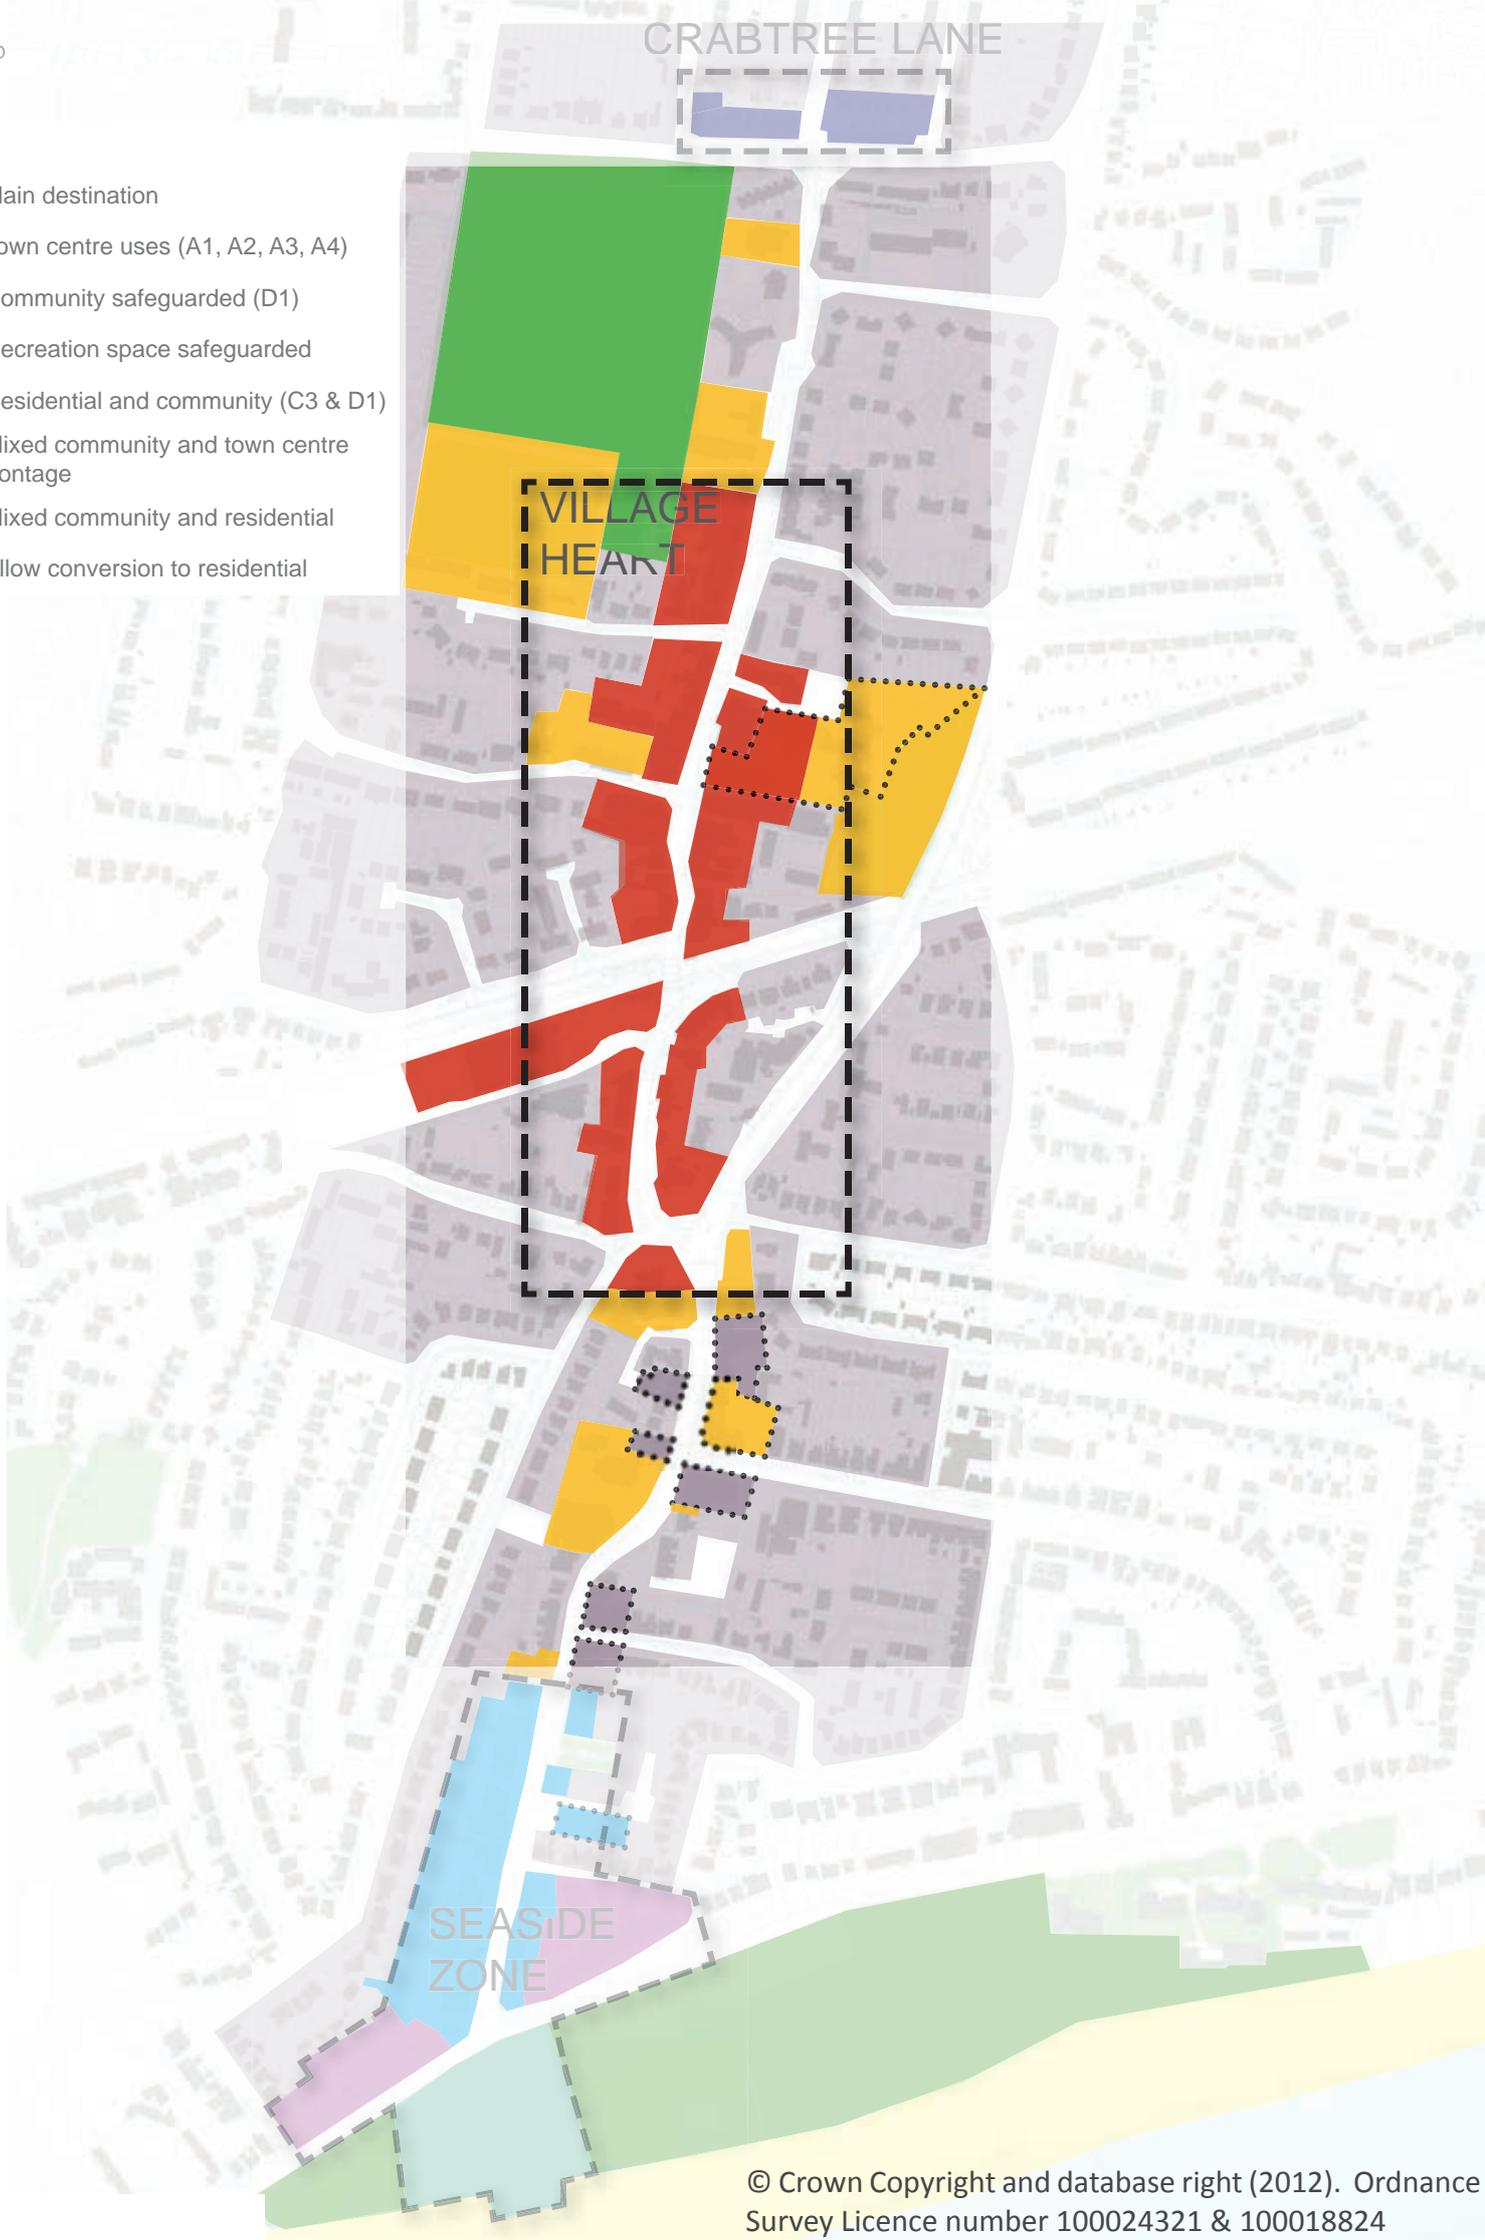 CRABTREE LANE
lain destination
own centre uses (A1, A2, A3, A4)
ommunity safeguarded (D1)
ecreation space safeguarded
esidential and community (C3 & D1)
lixed community and town centre
ontage
lixed community and residential
llow conversion to residential
VILLAGE
HEART
SEASIDE
ZONE
© Crown Copyright and database right (2012). Ordnance
Survey Licence number 100024321 & 100018824